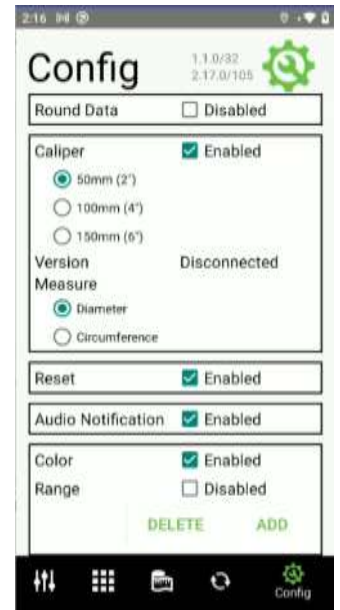 2:16
Config
1.1.0/32
2.17.0/105
Round Data Disabled
Caliper Enabled
50mm (2")
100mm (4")
150mm (6")
Version Disconnected
Measure
Diameter
Circumference
Reset Enabled
Audio Notification Enabled
Color Enabled
Range Disabled
DELETE ADD
Config